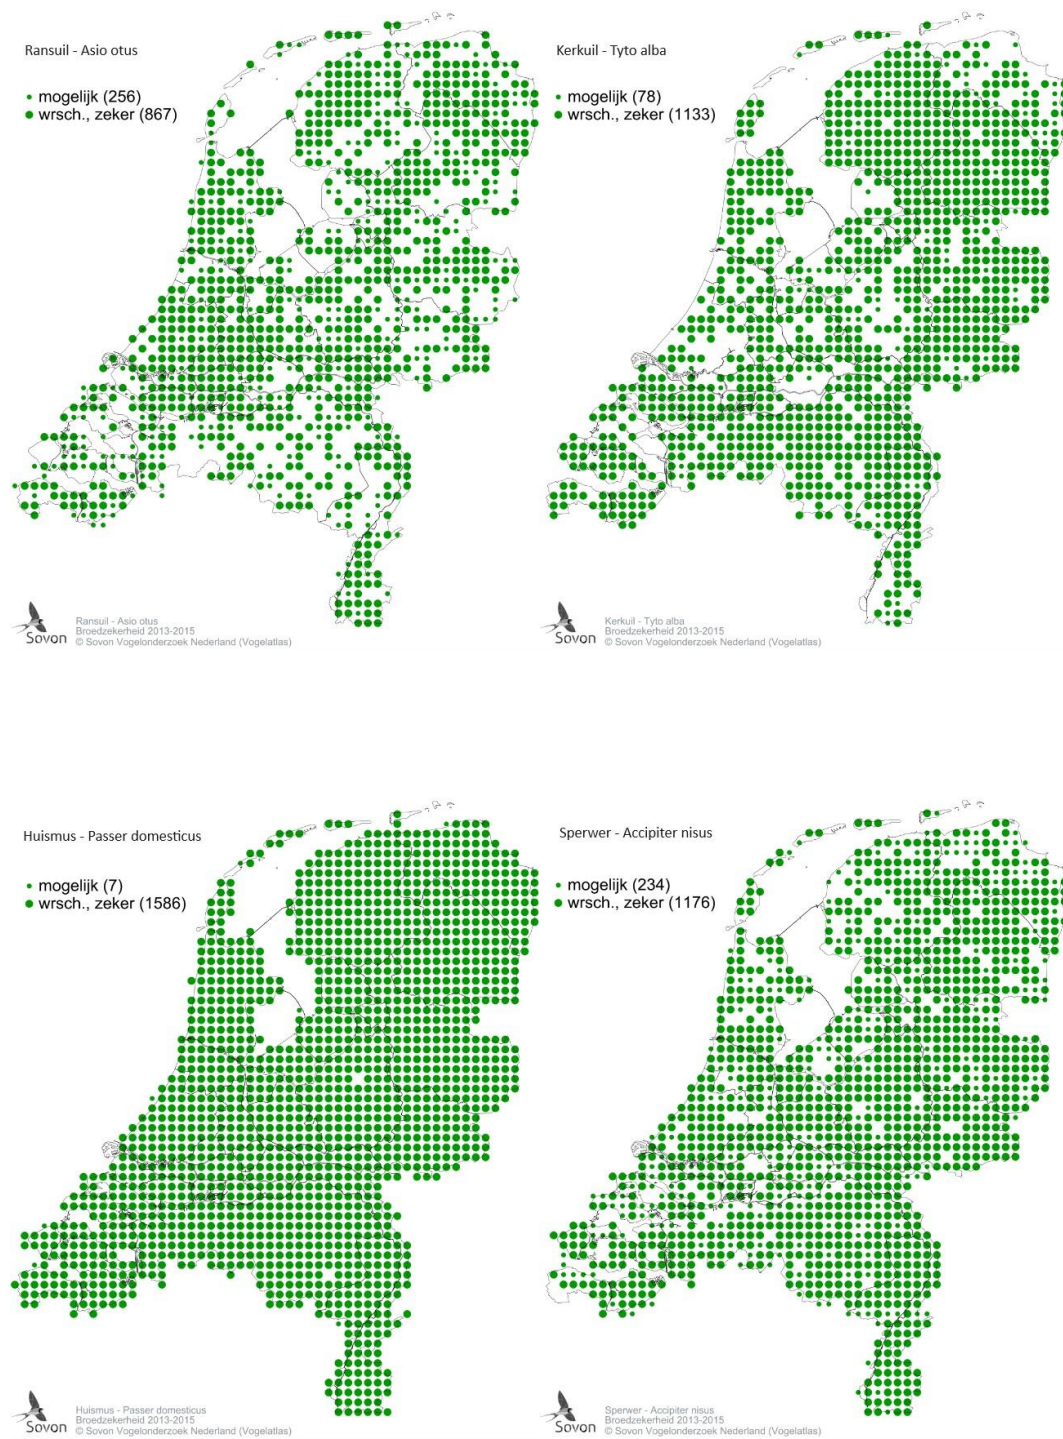 Ransuil - Asio otus
mogelijk (256)
wrsch., zeker (867)
Sovon
Ransuil - Asio otus
Broedzekerheid 2013-2015
© Sovon Vogelonderzoek Nederland (Vogelatlas)
Kerkuil - Tyto alba
mogelijk (78)
wrsch., zeker (1133)
Sovon
Kerkuil - Tyto alba
Broedzekerheid 2013-2015
© Sovon Vogelonderzoek Nederland (Vogelatlas)
Huismus - Passer domesticus
mogelijk (7)
wrsch., zeker (1586)
Sovon
Huismus - Passer domesticus
Broedzekerheid 2013-2015
© Sovon Vogelonderzoek Nederland (Vogelatlas)
Sperwer - Accipiter nisus
mogelijk (234)
wrsch., zeker (1176)
Sovon
Sperwer - Accipiter nisus
Broedzekerheid 2013-2015
© Sovon Vogelonderzoek Nederland (Vogelatlas)